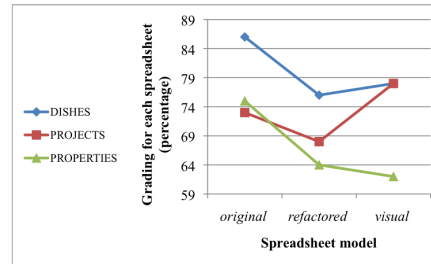 DISHES
PROJECTS
PROPERTIES
Grading for each spreadsheet
(percentage)
89
84
79
74
69
64
59
original refactored visual
Spreadsheet model